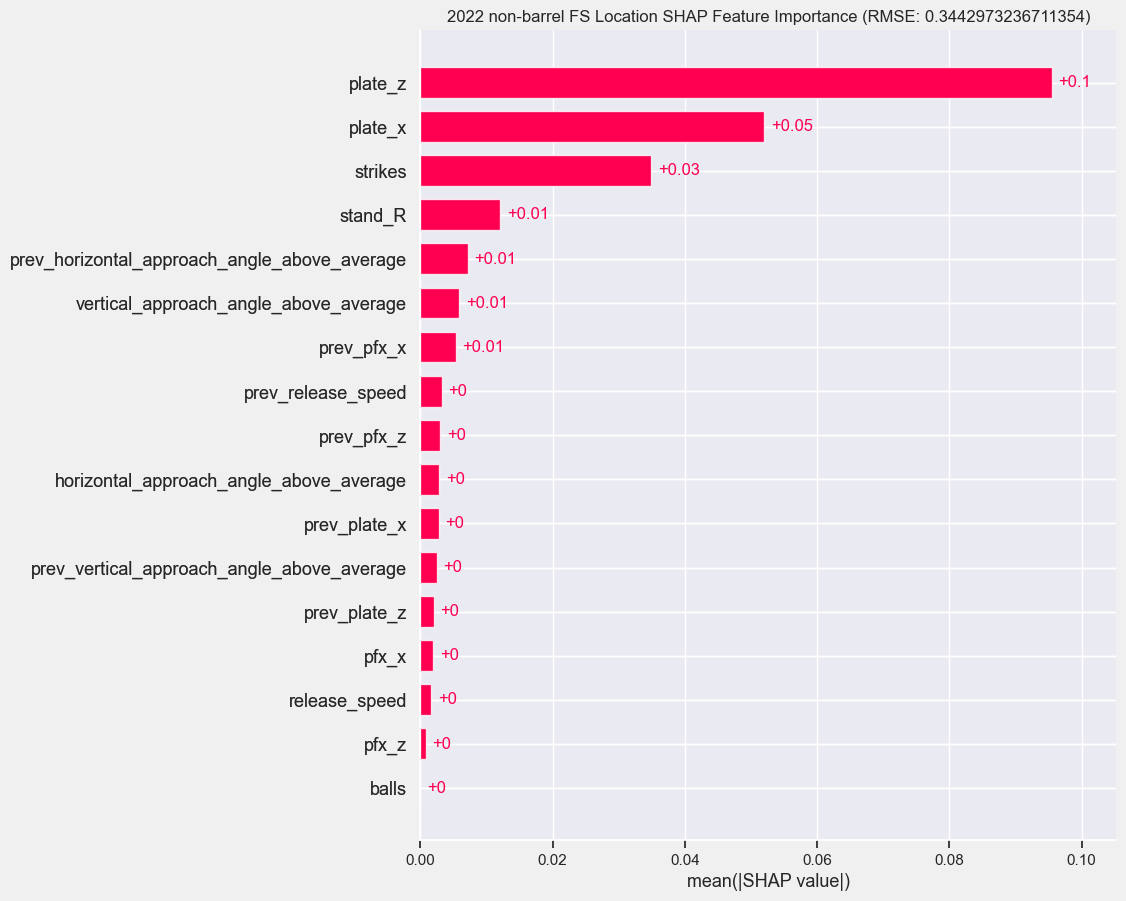 2022 non-barrel FS Location SHAP Feature Importance (RMSE: 0.3442973236711354)
plate_z +0.1
plate_x +0.05
strikes +0.03
stand_R +0.01
prev_horizontal_approach_angle_above_average +0.01
vertical_approach_angle_above_average +0.01
prev_pfx_x +0.01
prev_release_speed +0
prev_pfx_z +0
horizontal_approach_angle_above_average +0
prev_plate_x +0
prev_vertical_approach_angle_above_average +0
prev_plate_z +0
pfx_x +0
release_speed +0
pfx_z +0
balls +0
0.00 0.02 0.04 0.06 0.08 0.10
mean(|SHAP value|)